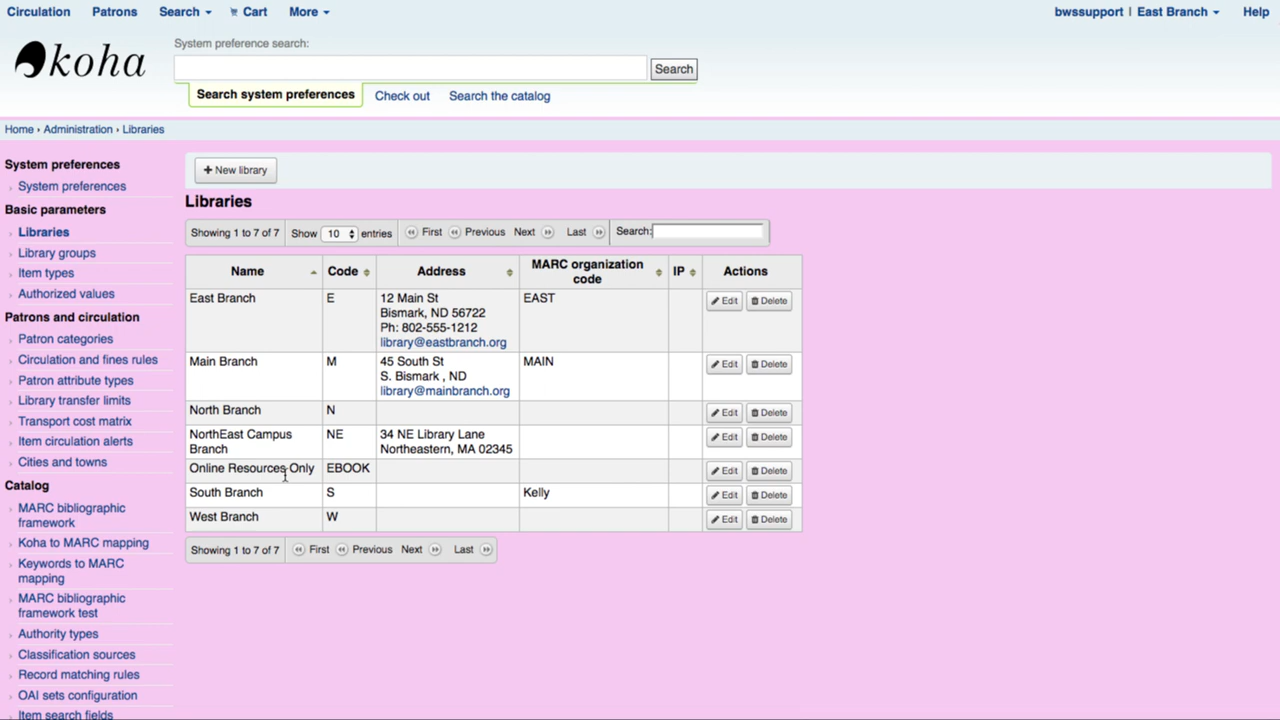 Circulation Patrons Search Cart More bwssupport | East Branch Help
koha
System preference search:
Search
Search system preferences Check out Search the catalog
Home › Administration › Libraries
System preferences
System preferences
Basic parameters
Libraries
Library groups
Item types
Authorized values
Patrons and circulation
Patron categories
Circulation and fines rules
Patron attribute types
Library transfer limits
Transport cost matrix
Item circulation alerts
Cities and towns
Catalog
MARC bibliographic
framework
Koha to MARC mapping
Keywords to MARC
mapping
MARC bibliographic
framework test
Authority types
Classification sources
Record matching rules
OAI sets configuration
Item search fields
+ New library
Libraries
Showing 1 to 7 of 7 Show 10 entries First Previous Next Last Search:
Name Code Address MARC organization code IP Actions
East Branch E 12 Main St EAST Edit Delete
Bismark, ND 56722
Ph: 802-555-1212
library@eastbranch.org
Main Branch M 45 South St MAIN Edit Delete
S. Bismark , ND
library@mainbranch.org
North Branch N Edit Delete
NorthEast Campus NE 34 NE Library Lane Edit Delete
Branch Northeastern, MA 02345
Online Resources Only EBOOK Edit Delete
South Branch S Kelly Edit Delete
West Branch W Edit Delete
Showing 1 to 7 of 7 First Previous Next Last